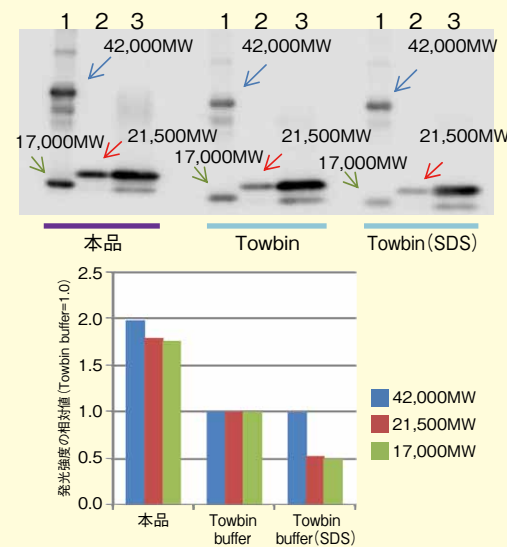 1 2 3 1 2 3 1 2 3
42,000MW 42,000MW 42,000MW
17,000MW 21,500MW 17,000MW 21,500MW 17,000MW 21,500MW
本品 Towbin Towbin(SDS)
発光強度の相対値(Towbin buffer=1.0)
2.5
2.0
1.5
1.0
0.5
0.0
本品 Towbin buffer Towbin buffer(SDS)
42,000MW
21,500MW
17,000MW